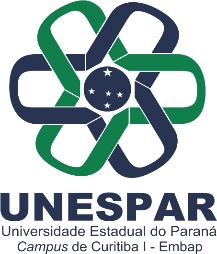 UNESPAR
Universidade Estadual do Paraná
Campus de Curitiba I - Embap